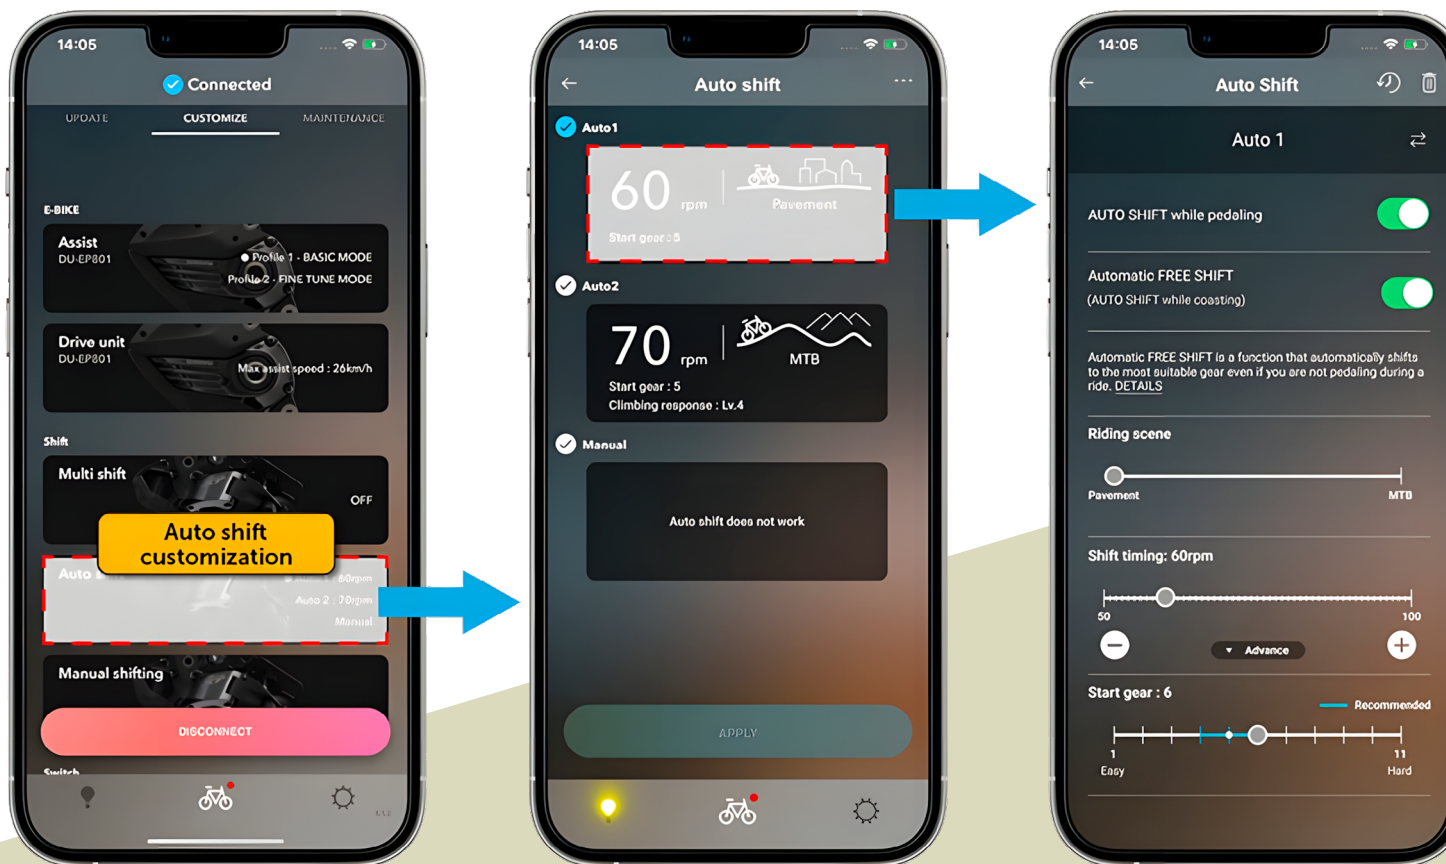 14:05
Connected
UPDATE
CUSTOMIZE
MAINTENANCE
E-BIKE
Assist
DU-EP801
Profile 1 - BASIC MODE
Profile 2 - FINE TUNE MODE
Drive unit
DU-EP801
Max assist speed : 26km/h
Shift
Multi shift
OFF
Auto shift
customization
Auto
60rpm
Auto 2 : 70rpm
Manual
Manual shifting
DISCONNECT
Switch
14:05
Auto shift
Auto1
60 rpm
Pavement
Start gear : 5
Auto2
70 rpm
MTB
Start gear : 5
Climbing response : Lv.4
Manual
Auto shift does not work
APPLY
14:05
Auto Shift
Auto 1
AUTO SHIFT while pedaling
Automatic FREE SHIFT
(AUTO SHIFT while coasting)
Automatic FREE SHIFT is a function that automatically shifts
to the most suitable gear even if you are not pedaling during a
ride. DETAILS
Riding scene
Pavement
MTB
Shift timing: 60rpm
50
100
Advance
Start gear : 6
Recommended
1
11
Easy
Hard